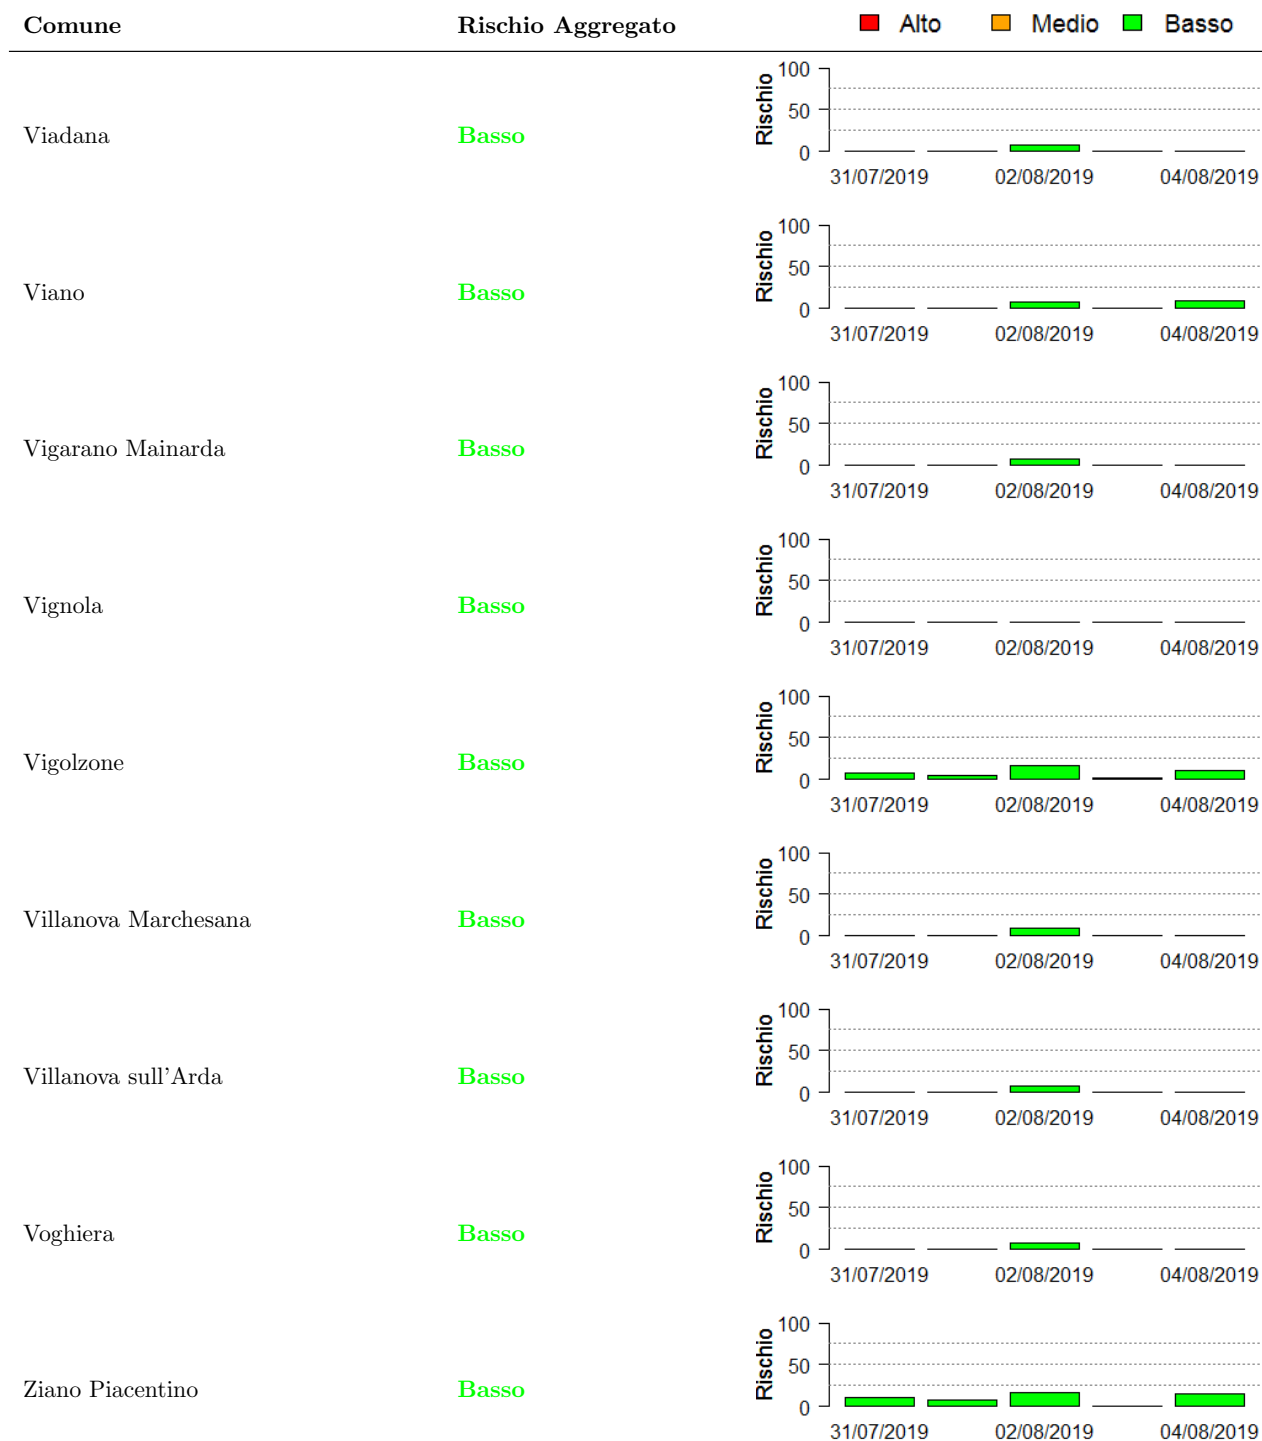 Comune Rischio Aggregato Alto Medio Basso
Viadana Basso Rischio 100 50 0
31/07/2019 02/08/2019 04/08/2019
Viano Basso Rischio 100 50 0
31/07/2019 02/08/2019 04/08/2019
Vigarano Mainarda Basso Rischio 100 50 0
31/07/2019 02/08/2019 04/08/2019
Vignola Basso Rischio 100 50 0
31/07/2019 02/08/2019 04/08/2019
Vigolzone Basso Rischio 100 50 0
31/07/2019 02/08/2019 04/08/2019
Villanova Marchesana Basso Rischio 100 50 0
31/07/2019 02/08/2019 04/08/2019
Villanova sull'Arda Basso Rischio 100 50 0
31/07/2019 02/08/2019 04/08/2019
Voghiera Basso Rischio 100 50 0
31/07/2019 02/08/2019 04/08/2019
Ziano Piacentino Basso Rischio 100 50 0
31/07/2019 02/08/2019 04/08/2019